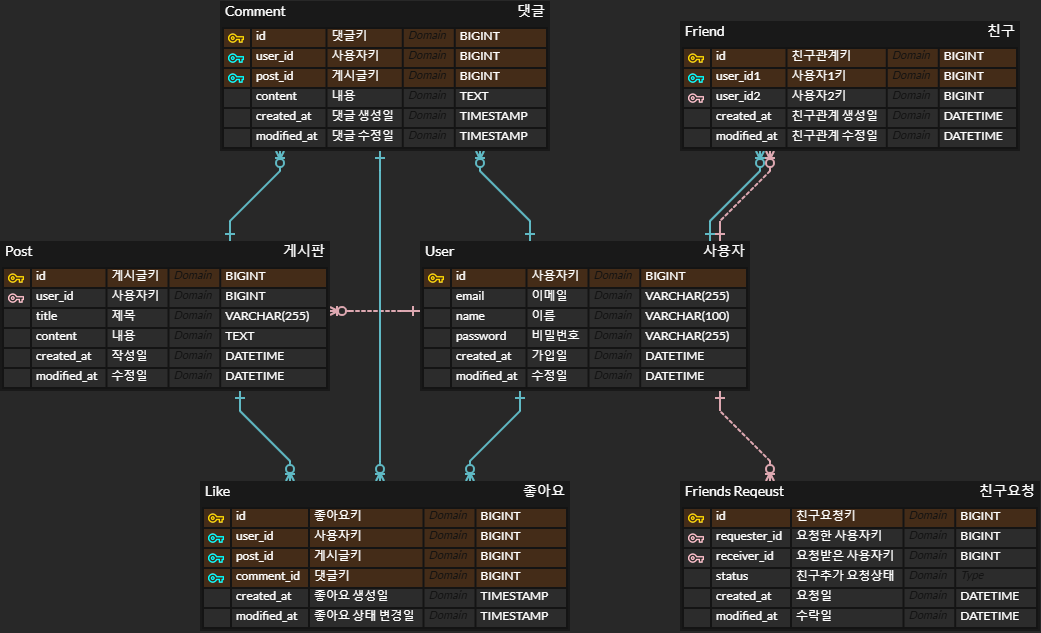 Comment 댓글
id 댓글키 Domain BIGINT
user_id 사용자키 Domain BIGINT
post_id 게시글키 Domain BIGINT
content 내용 Domain TEXT
created_at 댓글 생성일 Domain TIMESTAMP
modified_at 댓글 수정일 Domain TIMESTAMP
Friend 친구
id 친구관계키 Domain BIGINT
user_id1 사용자1키 Domain BIGINT
user_id2 사용자2키 Domain BIGINT
created_at 친구관계 생성일 Domain DATETIME
modified_at 친구관계 수정일 Domain DATETIME
Post 게시판
id 게시글키 Domain BIGINT
user_id 사용자키 Domain BIGINT
title 제목 Domain VARCHAR(255)
content 내용 Domain TEXT
created_at 작성일 Domain DATETIME
modified_at 수정일 Domain DATETIME
User 사용자
id 사용자키 Domain BIGINT
email 이메일 Domain VARCHAR(255)
name 이름 Domain VARCHAR(100)
password 비밀번호 Domain VARCHAR(255)
created_at 가입일 Domain DATETIME
modified_at 수정일 Domain DATETIME
Like 좋아요
id 좋아요키 Domain BIGINT
user_id 사용자키 Domain BIGINT
post_id 게시글키 Domain BIGINT
comment_id 댓글키 Domain BIGINT
created_at 좋아요 생성일 Domain TIMESTAMP
modified_at 좋아요 상태 변경일 Domain TIMESTAMP
Friends Reqeust 친구요청
id 친구요청키 Domain BIGINT
requester_id 요청한 사용자키 Domain BIGINT
receiver_id 요청받은 사용자키 Domain BIGINT
status 친구추가 요청상태 Domain Type
created_at 요청일 Domain DATETIME
modified_at 수락일 Domain DATETIME